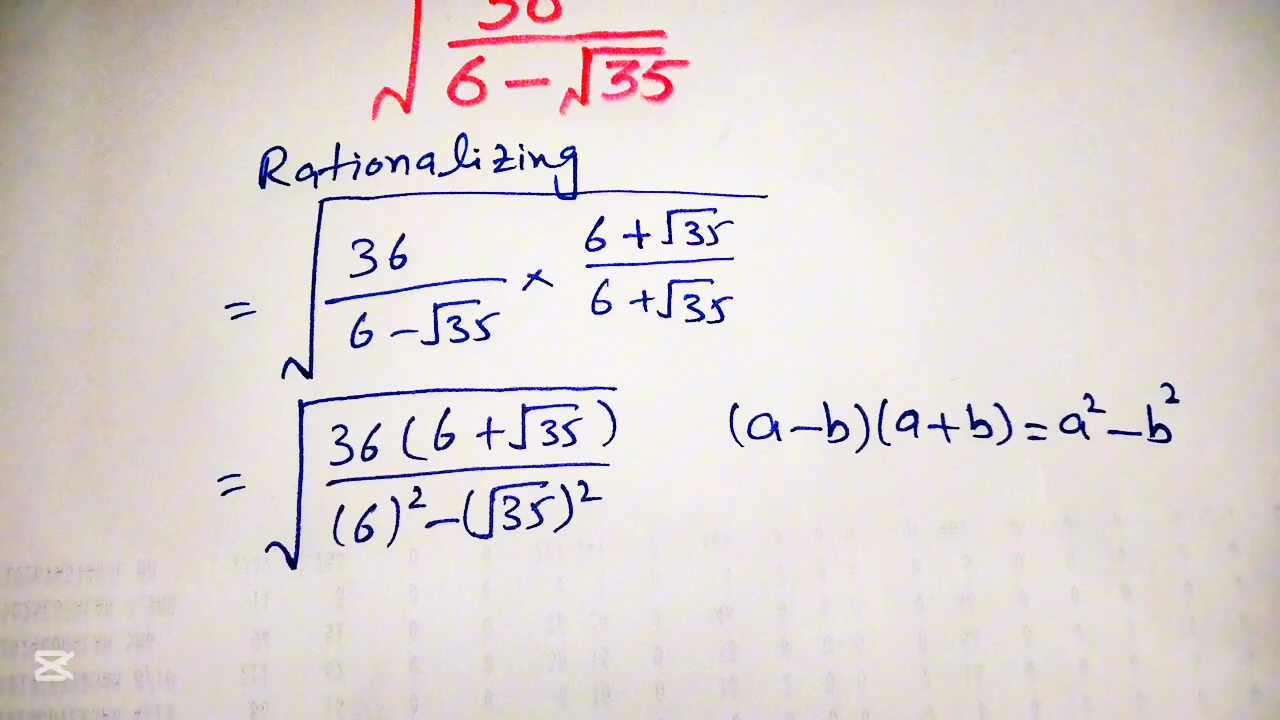 √(36/(6-√35))
Rationalizing
= √(36/(6-√35) × (6+√35)/(6+√35))
= √(36(6+√35)/((6)²-(√35)²))
(a-b)(a+b)=a²-b²